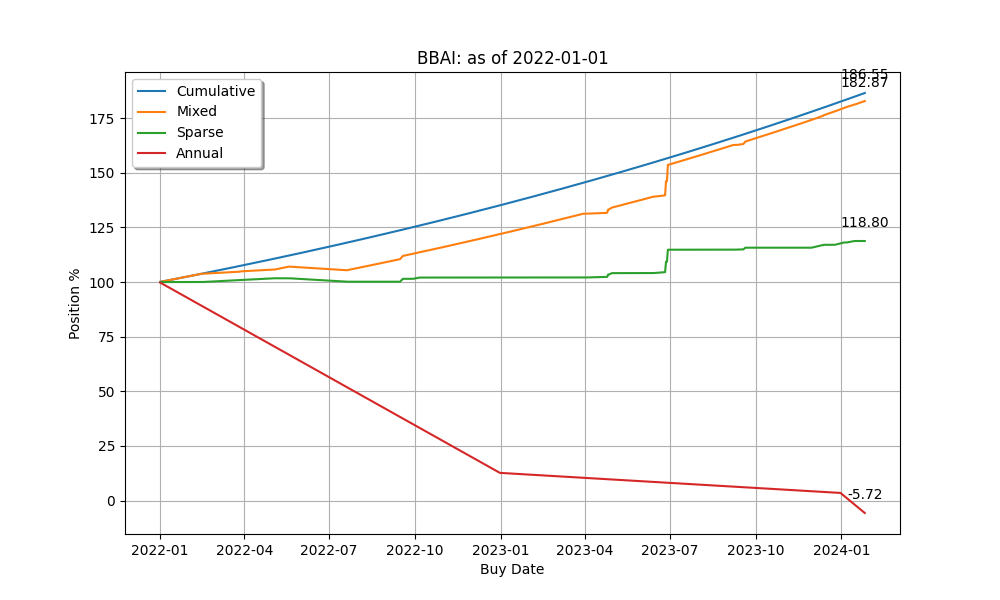 BBAI: as of 2022-01-01
186.55
182.87
Cumulative
Mixed
Sparse
Annual
175
150
125
118.80
100
75
50
25
0
-5.72
Position %
2022-01 2022-04 2022-07 2022-10 2023-01 2023-04 2023-07 2023-10 2024-01
Buy Date